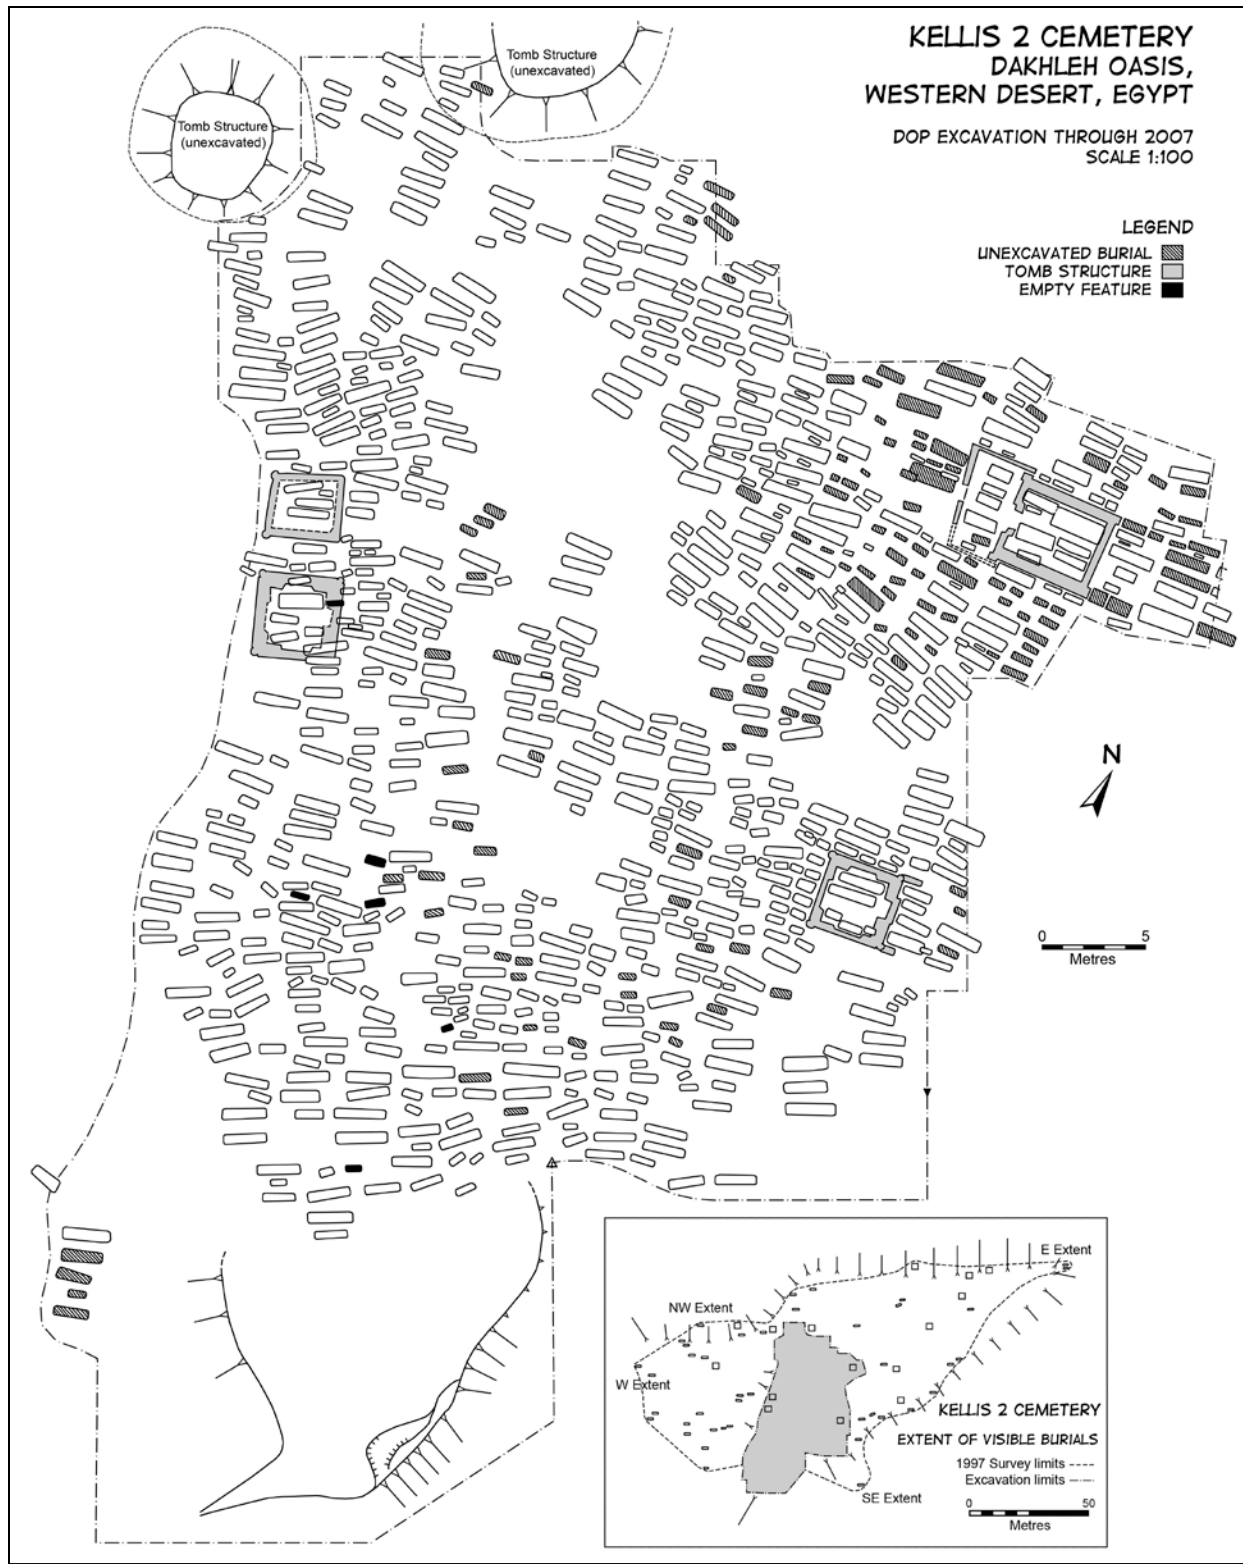 KELLIS 2 CEMETERY
DAKHLEH OASIS,
WESTERN DESERT, EGYPT
DOP EXCAVATION THROUGH 2007
SCALE 1:100
LEGEND
UNEXCAVATED BURIAL
TOMB STRUCTURE
EMPTY FEATURE
Tomb Structure
(unexcavated)
Tomb Structure
(unexcavated)
N
0 5
Metres
E Extent
NW Extent
W Extent
KELLIS 2 CEMETERY
EXTENT OF VISIBLE BURIALS
1997 Survey limits
Excavation limits
SE Extent
0 50
Metres